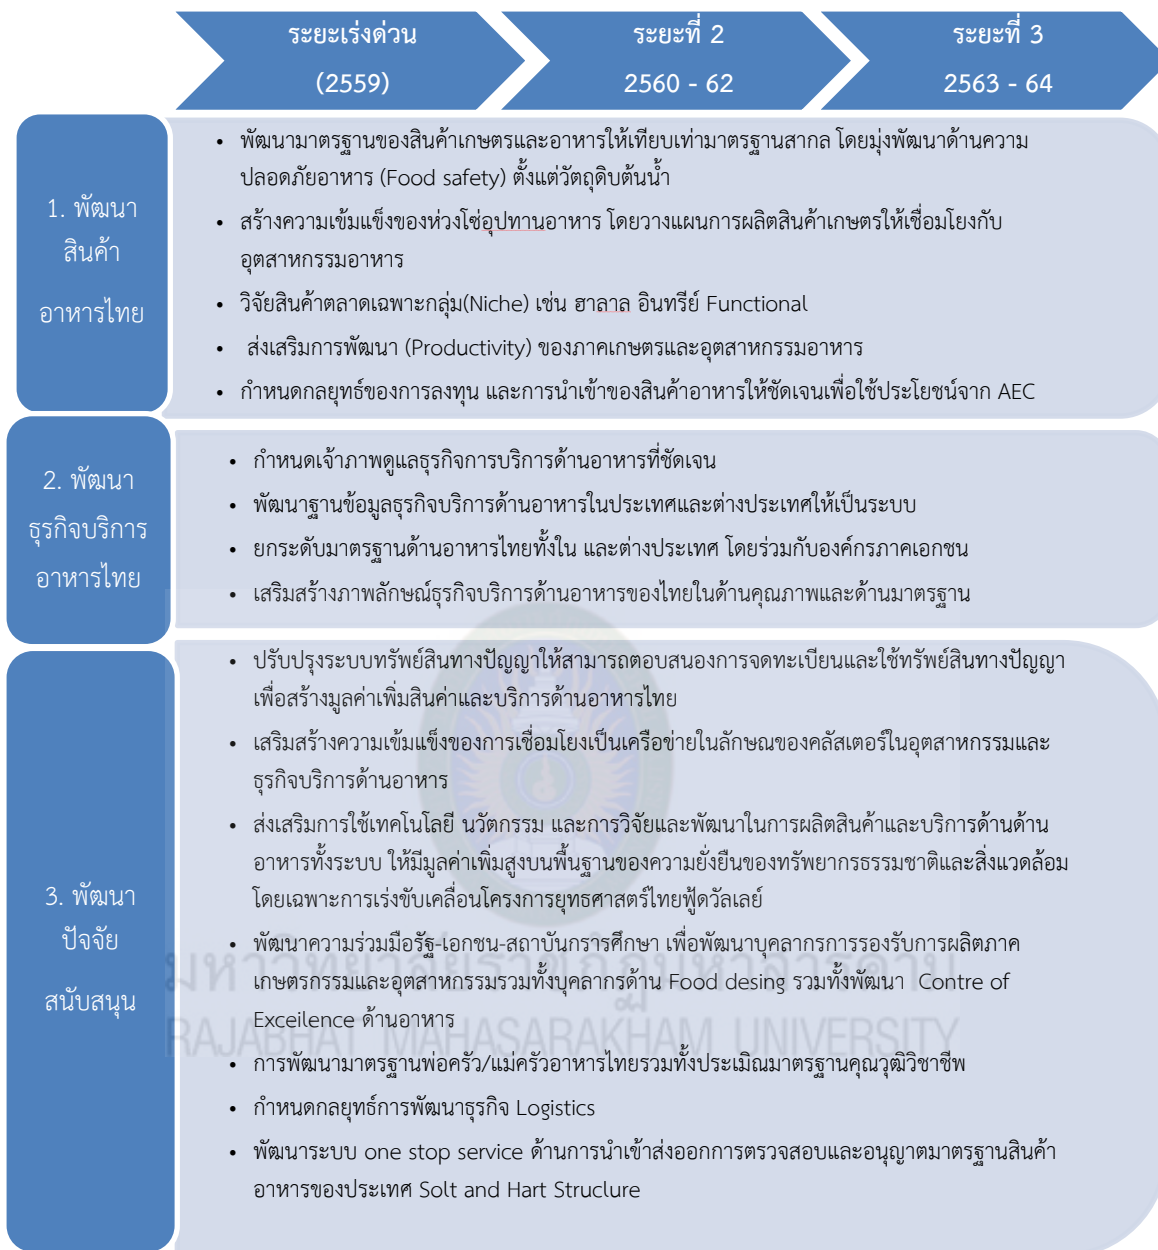 ระยะเร่งด่วน
(2559)
ระยะที่ 2
2560 - 62
ระยะที่ 3
2563 - 64
1. พัฒนา
สินค้า
อาหารไทย
• พัฒนามาตรฐานของสินค้าเกษตรและอาหารให้เทียบเท่ามาตรฐานสากล โดยมุ่งพัฒนาด้านความ
ปลอดภัยอาหาร (Food safety) ตั้งแต่วัตถุดิบต้นน้ำ
• สร้างความเข้มแข็งของห่วงโซ่อุปทานอาหาร โดยวางแผนการผลิตสินค้าเกษตรให้เชื่อมโยงกับ
อุตสาหกรรมอาหาร
• วิจัยสินค้าตลาดเฉพาะกลุ่ม(Niche) เช่น ฮาลาล อินทรีย์ Functional
• ส่งเสริมการพัฒนา (Productivity) ของภาคเกษตรและอุตสาหกรรมอาหาร
• กำหนดกลยุทธ์ของการลงทุน และการนำเข้าของสินค้าอาหารให้ชัดเจนเพื่อใช้ประโยชน์จาก AEC
2. พัฒนา
ธุรกิจบริการ
อาหารไทย
• กำหนดเจ้าภาพดูแลธุรกิจการบริการด้านอาหารที่ชัดเจน
• พัฒนาฐานข้อมูลธุรกิจบริการด้านอาหารในประเทศและต่างประเทศให้เป็นระบบ
• ยกระดับมาตรฐานด้านอาหารไทยทั้งใน และต่างประเทศ โดยร่วมกับองค์กรภาคเอกชน
• เสริมสร้างภาพลักษณ์ธุรกิจบริการด้านอาหารของไทยในด้านคุณภาพและด้านมาตรฐาน
3. พัฒนา
ปัจจัย
สนับสนุน
• ปรับปรุงระบบทรัพย์สินทางปัญญาให้สามารถตอบสนองการจดทะเบียนและใช้ทรัพย์สินทางปัญญา
เพื่อสร้างมูลค่าเพิ่มสินค่าและบริการด้านอาหารไทย
• เสริมสร้างความเข้มแข็งของการเชื่อมโยงเป็นเครือข่ายในลักษณของคลัสเตอร์ในอุตสาหกรรมและ
ธุรกิจบริการด้านอาหาร
• ส่งเสริมการใช้เทคโนโลยี นวัตกรรม และการวิจัยและพัฒนาในการผลิตสินค้าและบริการด้านด้าน
อาหารทั้งระบบ ให้มีมูลค่าเพิ่มสูงบนพื้นฐานของความยั่งยืนของทรัพยากรธรรมชาติและสิ่งแวดล้อม
โดยเฉพาะการเร่งขับเคลื่อนโครงการยุทธศาสตร์ไทยฟู้ดวัลเลย์
• พัฒนาความร่วมมือรัฐ-เอกชน-สถาบันกรารศึกษา เพื่อพัฒนาบุคลากรการรองรับการผลิตภาค
เกษตรกรรมและอุตสาหกรรมรวมทั้งบุคลากรด้าน Food desing รวมทั้งพัฒนา Contre of
Exceilence ด้านอาหาร
มหาวิทยาลัยราชภัฏมหาสารคาม
RAJABHAT MAHASARAKHAM UNIVERSITY
• การพัฒนามาตรฐานพ่อครัว/แม่ครัวอาหารไทยรวมทั้งประเมิณมาตรฐานคุณวุฒิวิชาชีพ
• กำหนดกลยุทธ์การพัฒนาธุรกิจ Logistics
• พัฒนาระบบ one stop service ด้านการนำเข้าส่งออกการตรวจสอบและอนุญาตมาตรฐานสินค้า
อาหารของประเทศ Solt and Hart Struclure